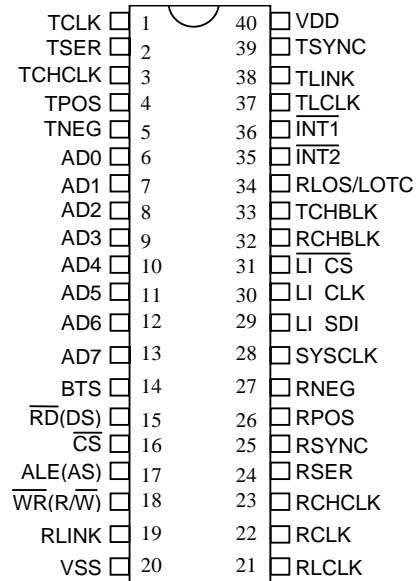 TCLK 1 40 VDD
TSER 2 39 TSYNC
TCHCLK 3 38 TLINK
TPOS 4 37 TLCLK
TNEG 5 36 INT1
AD0 6 35 INT2
AD1 7 34 RLOS/LOTC
AD2 8 33 TCHBLK
AD3 9 32 RCHBLK
AD4 10 31 LI CS
AD5 11 30 LI CLK
AD6 12 29 LI SDI
AD7 13 28 SYSCLK
BTS 14 27 RNEG
RD(DS) 15 26 RPOS
CS 16 25 RSYNC
ALE(AS) 17 24 RSER
WR(R/W) 18 23 RCHCLK
RLINK 19 22 RCLK
VSS 20 21 RLCLK